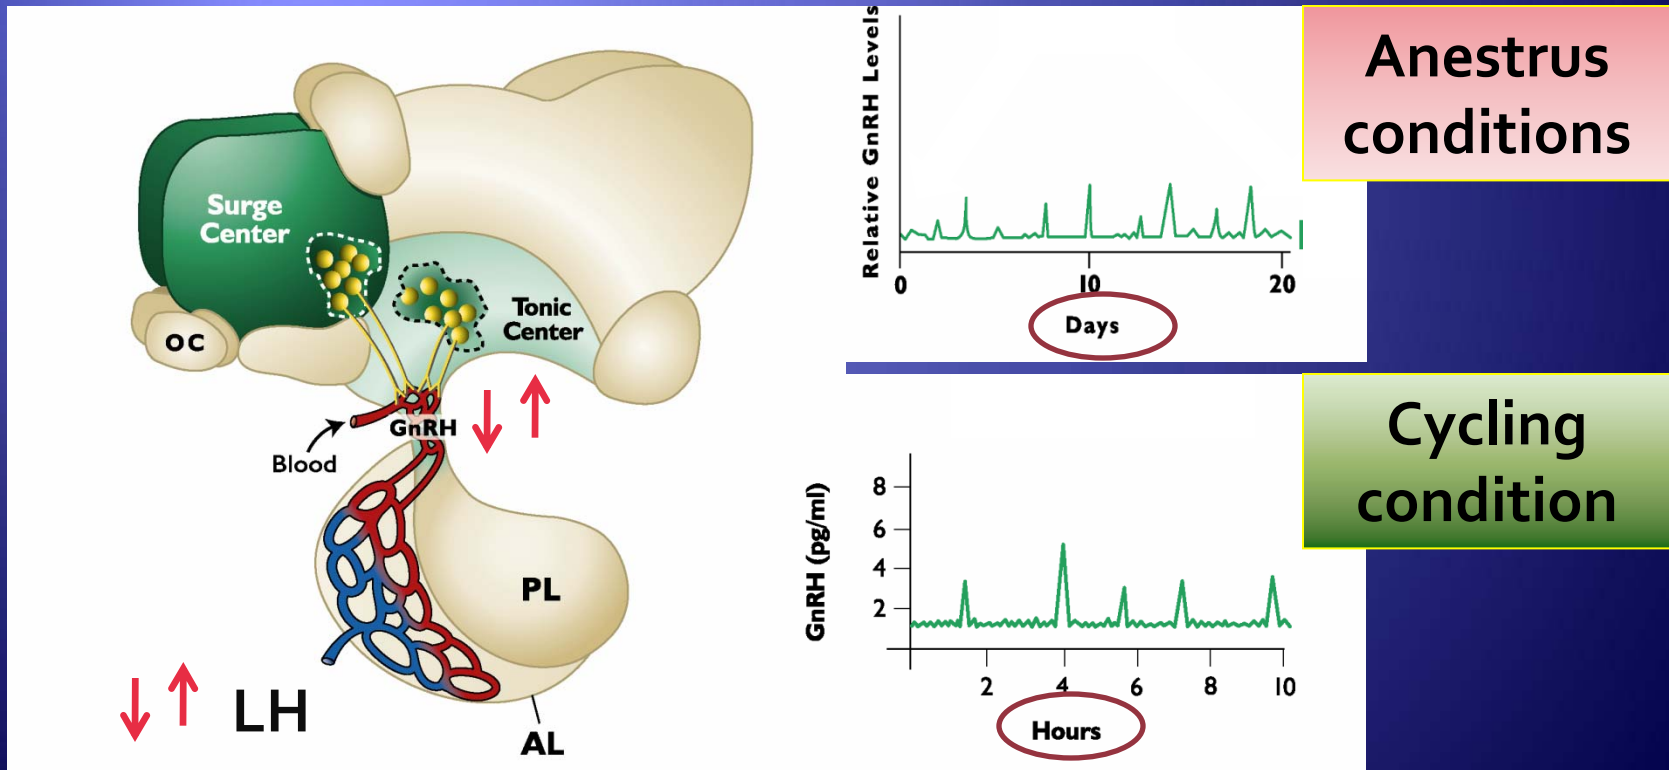 Surge
Center
Tonic
Center
OC
GnRH
Blood
PL
LH
AL
Relative GnRH Levels
0
10
20
Days
Anestrus
conditions
GnRH (pg/ml)
8
6
4
2
2
4
6
8
10
Hours
Cycling
condition